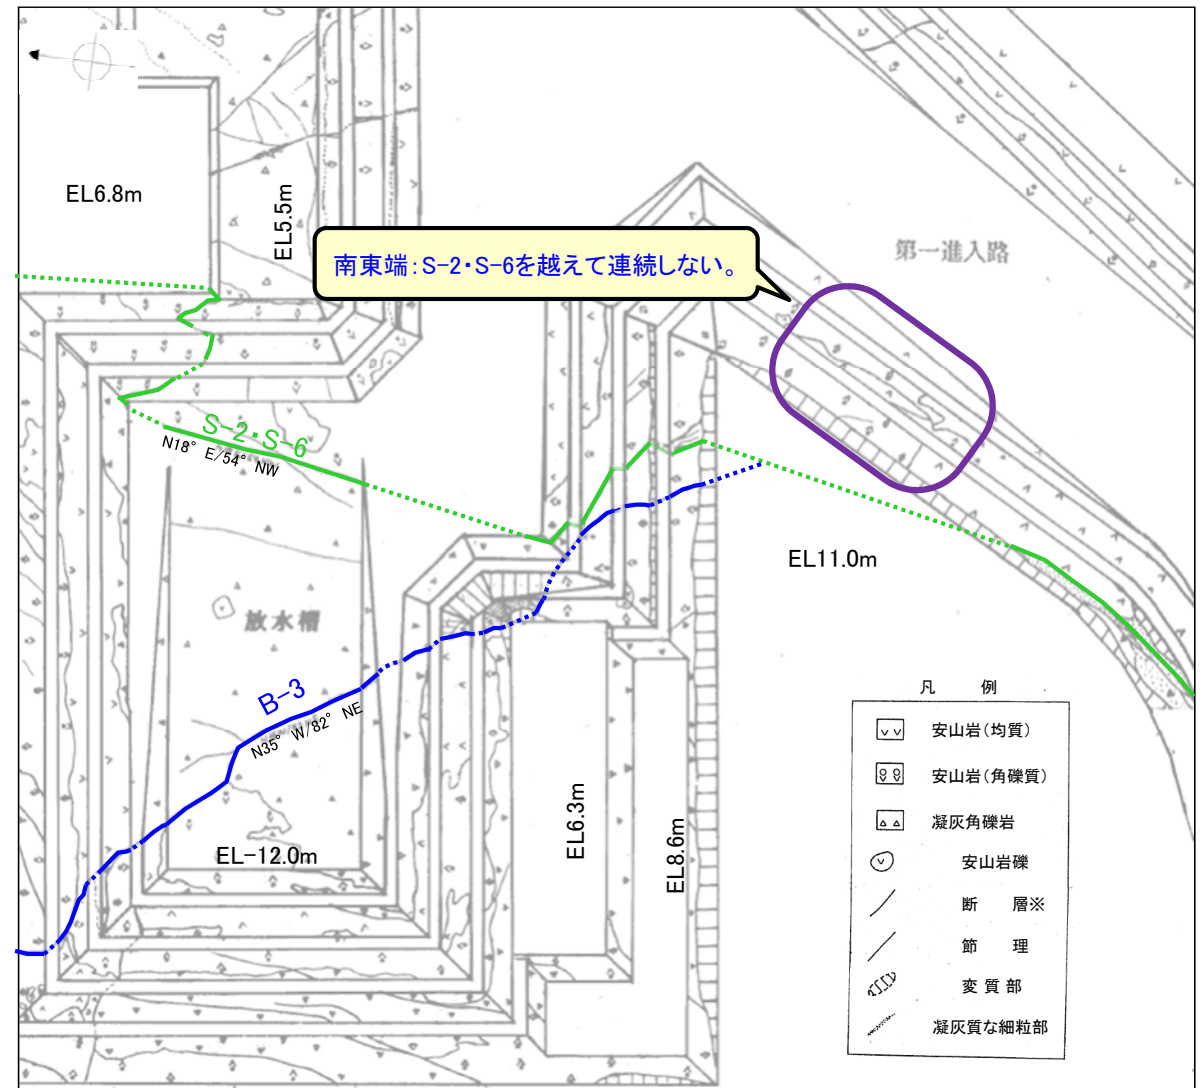 EL6.8m
EL5.5m
南東端：S-2・S-6を越えて連続しない。
第一進入路
S-2・S-6
N18° E/54° NW
EL11.0m
放水槽
B-3
N35° W/82° NE
EL-12.0m
EL6.3m
EL8.6m
凡　例
安山岩(均質)
安山岩(角礫質)
凝灰角礫岩
安山岩礫
断　層※
節　理
変質部
凝灰質な細粒部